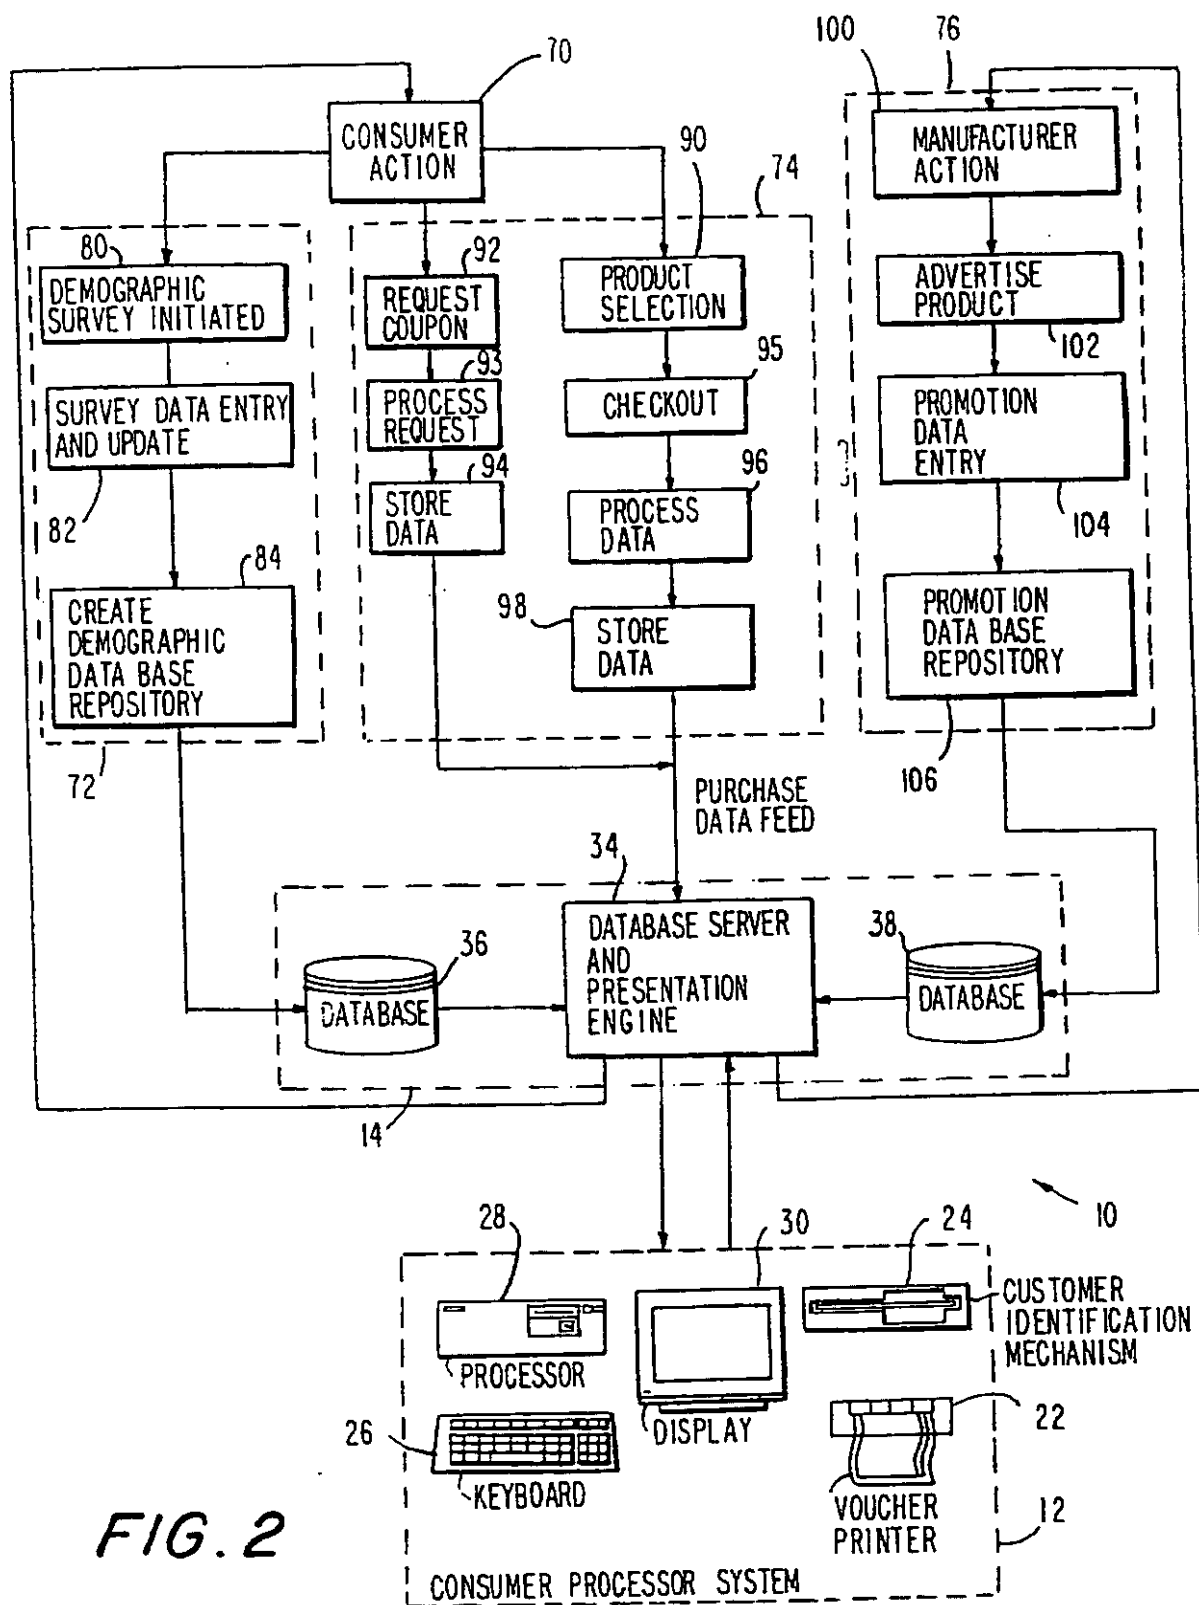 100
76
70
CONSUMER
ACTION
MANUFACTURER
ACTION
90
74
80
DEMOGRAPHIC
SURVEY INITIATED
92
REQUEST
COUPON
PRODUCT
SELECTION
ADVERTISE
PRODUCT
102
93
PROCESS
REQUEST
95
CHECKOUT
SURVEY DATA ENTRY
AND UPDATE
82
PROMOTION
DATA
ENTRY
104
94
STORE
DATA
96
PROCESS
DATA
84
CREATE
DEMOGRAPHIC
DATA BASE
REPOSITORY
72
98
STORE
DATA
PROMOTION
DATA BASE
REPOSITORY
106
PURCHASE
DATA FEED
34
DATABASE SERVER
AND
PRESENTATION
ENGINE
36
DATABASE
38
DATABASE
14
10
28
PROCESSOR
30
DISPLAY
24
CUSTOMER
IDENTIFICATION
MECHANISM
26
KEYBOARD
22
VOUCHER
PRINTER
12
CONSUMER PROCESSOR SYSTEM
FIG. 2